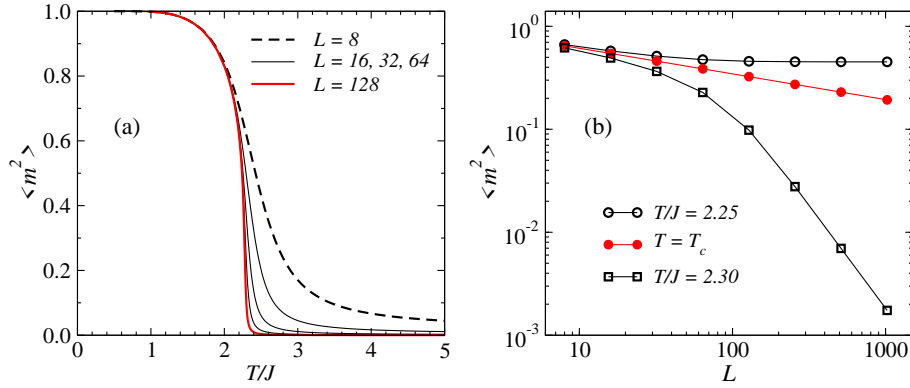 1.0
0.8
0.6
0.4
0.2
0.0
<m²>
(a)
L = 8
L = 16, 32, 64
L = 128
0 1 2 3 4 5
T/J
10⁰
10⁻¹
10⁻²
10⁻³
<m²>
(b)
T/J = 2.25
T = T_c
T/J = 2.30
10 100 1000
L